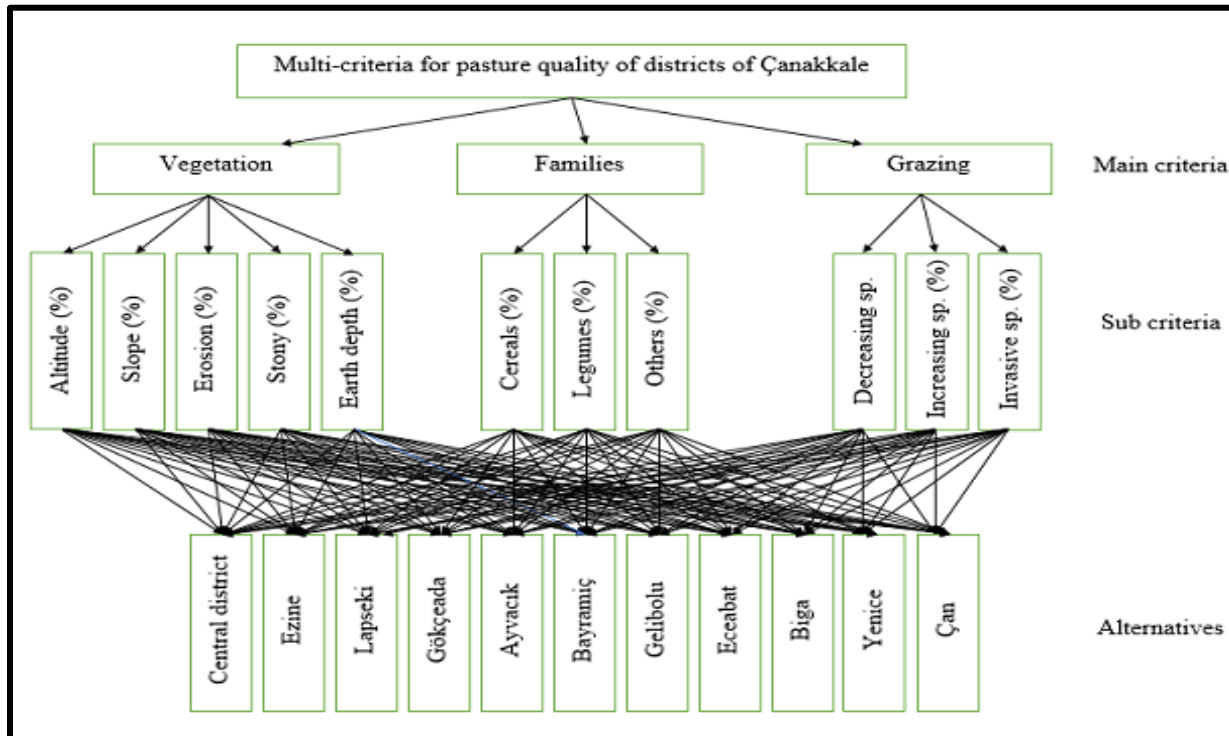 Multi-criteria for pasture quality of districts of Çanakkale
Vegetation
Families
Grazing
Main criteria
Altitude (%)
Slope (%)
Erosion (%)
Stony (%)
Earth depth (%)
Cereals (%)
Legumes (%)
Others (%)
Decreasing sp.
Increasing sp. (%)
Invasive sp. (%)
Sub criteria
Central district
Ezine
Lapseki
Gökçeada
Ayvacık
Bayramiç
Gelibolu
Eceabat
Biga
Yenice
Çan
Alternatives